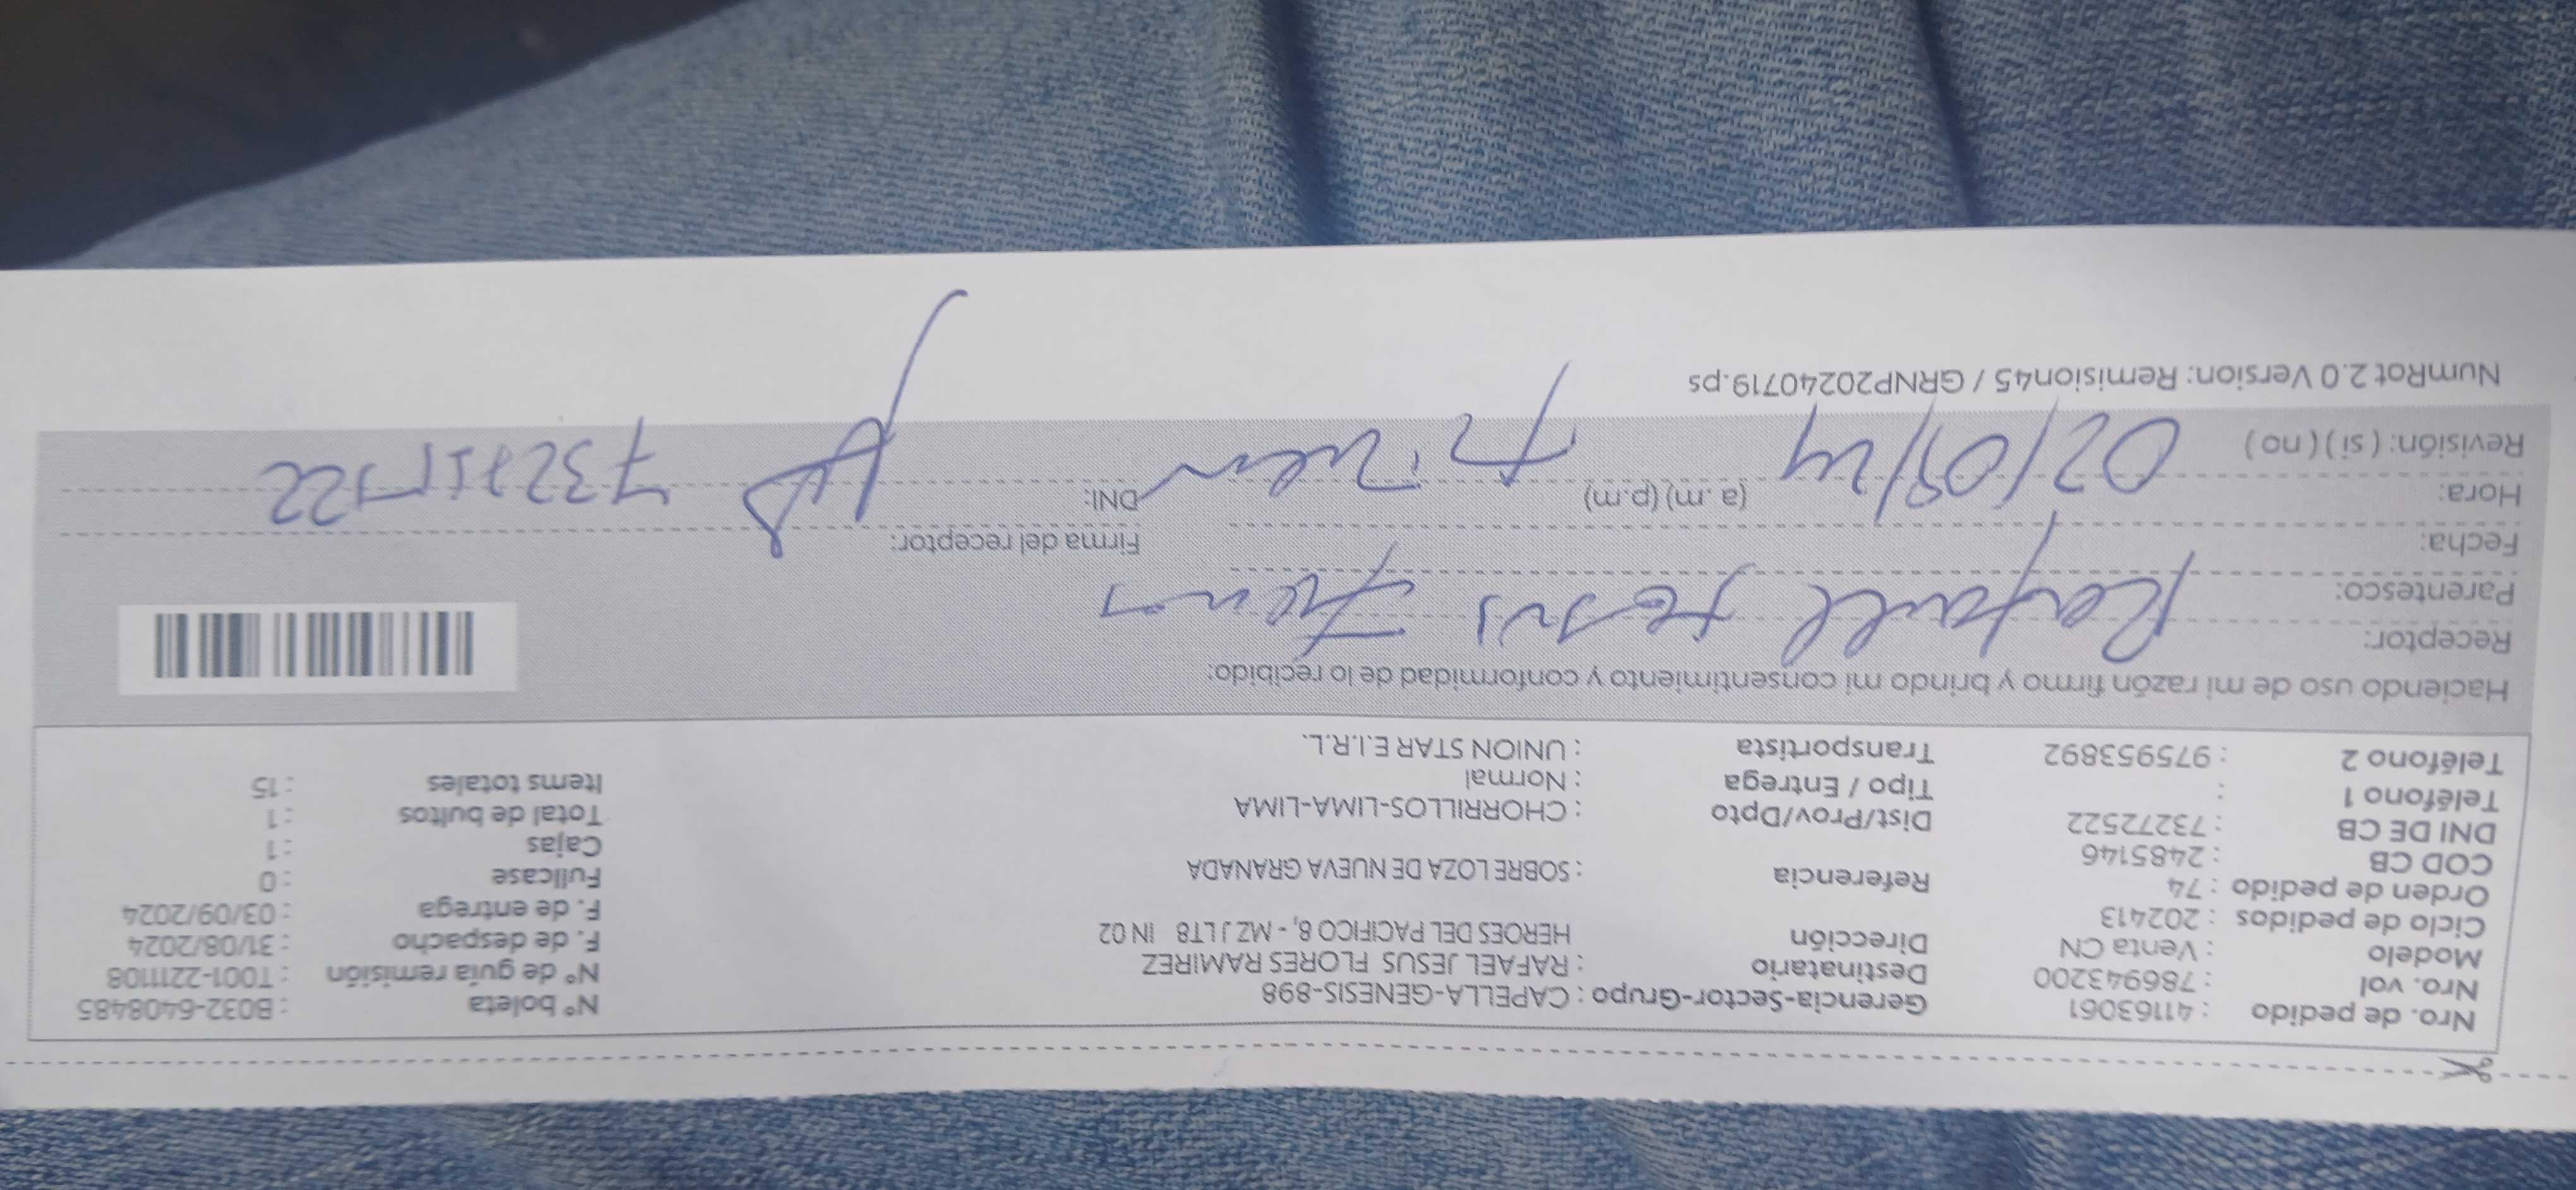 Nro. de pedido : 41163061 Gerencia-Sector-Grupo : CAPELLA-GENESIS-898 N° boleta : B032-6408485
Nro. vol : 786943200 Destinatario : RAFAEL JESUS FLORES RAMIREZ N° de guía remisión : T001-2211108
Modelo : Venta CN Dirección HEROES DEL PACIFICO 8, - MZ J LT8 IN 02 F. de despacho : 31/08/2024
Ciclo de pedidos : 202413 F. de entrega : 03/09/2024
Orden de pedido : 74 Referencia : SOBRE LOZA DE NUEVA GRANADA Fullcase : 0
COD CB : 2485146 Cajas : 1
DNI DE CB : 73272522 Dist/Prov/Dpto : CHORRILLOS-LIMA-LIMA Total de bultos : 1
Teléfono 1 : Tipo / Entrega : Normal Items totales : 15
Teléfono 2 : 975953892 Transportista : UNION STAR E.I.R.L.
Haciendo uso de mi razón firmo y brindo mi consentimiento y conformidad de lo recibido:
Receptor: Rafael Jesus Flores
Parentesco:
Fecha: Firma del receptor:
Hora: 02/09/24 (a. m) (p.m) DNI:
Revisión: ( si ) ( no )
NumRot 2.0 Version: Remision45 / GRNP20240719.ps